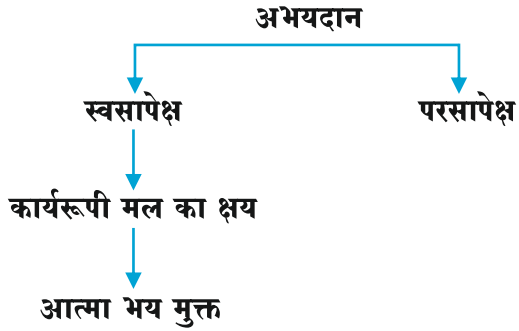 अभयदान
स्वसापेक्ष परसापेक्ष
कार्यरूपी मल का क्षय
आत्मा भय मुक्त